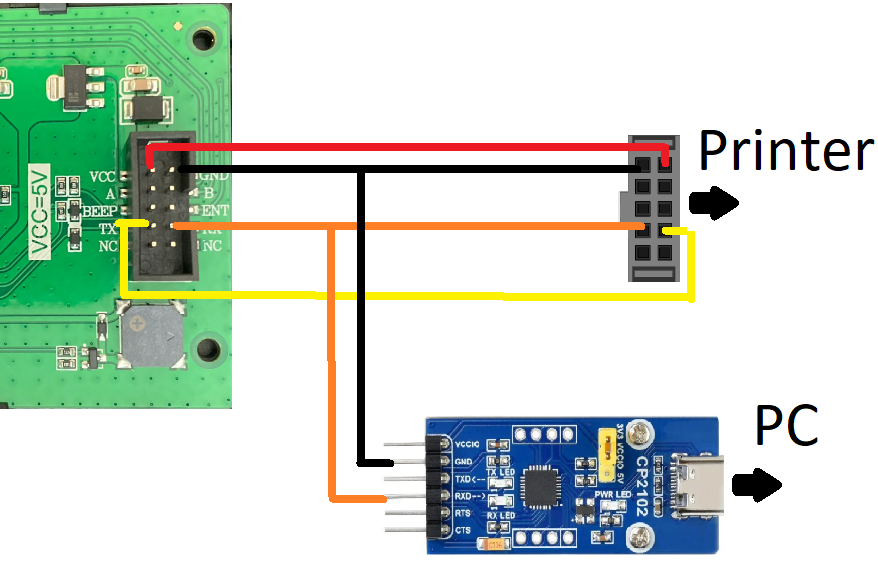 Printer
VCC
GND
VCC=5V
A
B
BEEP
ENT
TX
RX
NC
NC
PC
VCCIO
GND
TX LED
TXD<--
RXD-->
RX LED
RTS
CTS
3V3 VCCIO 5V
PWR LED
CP2102